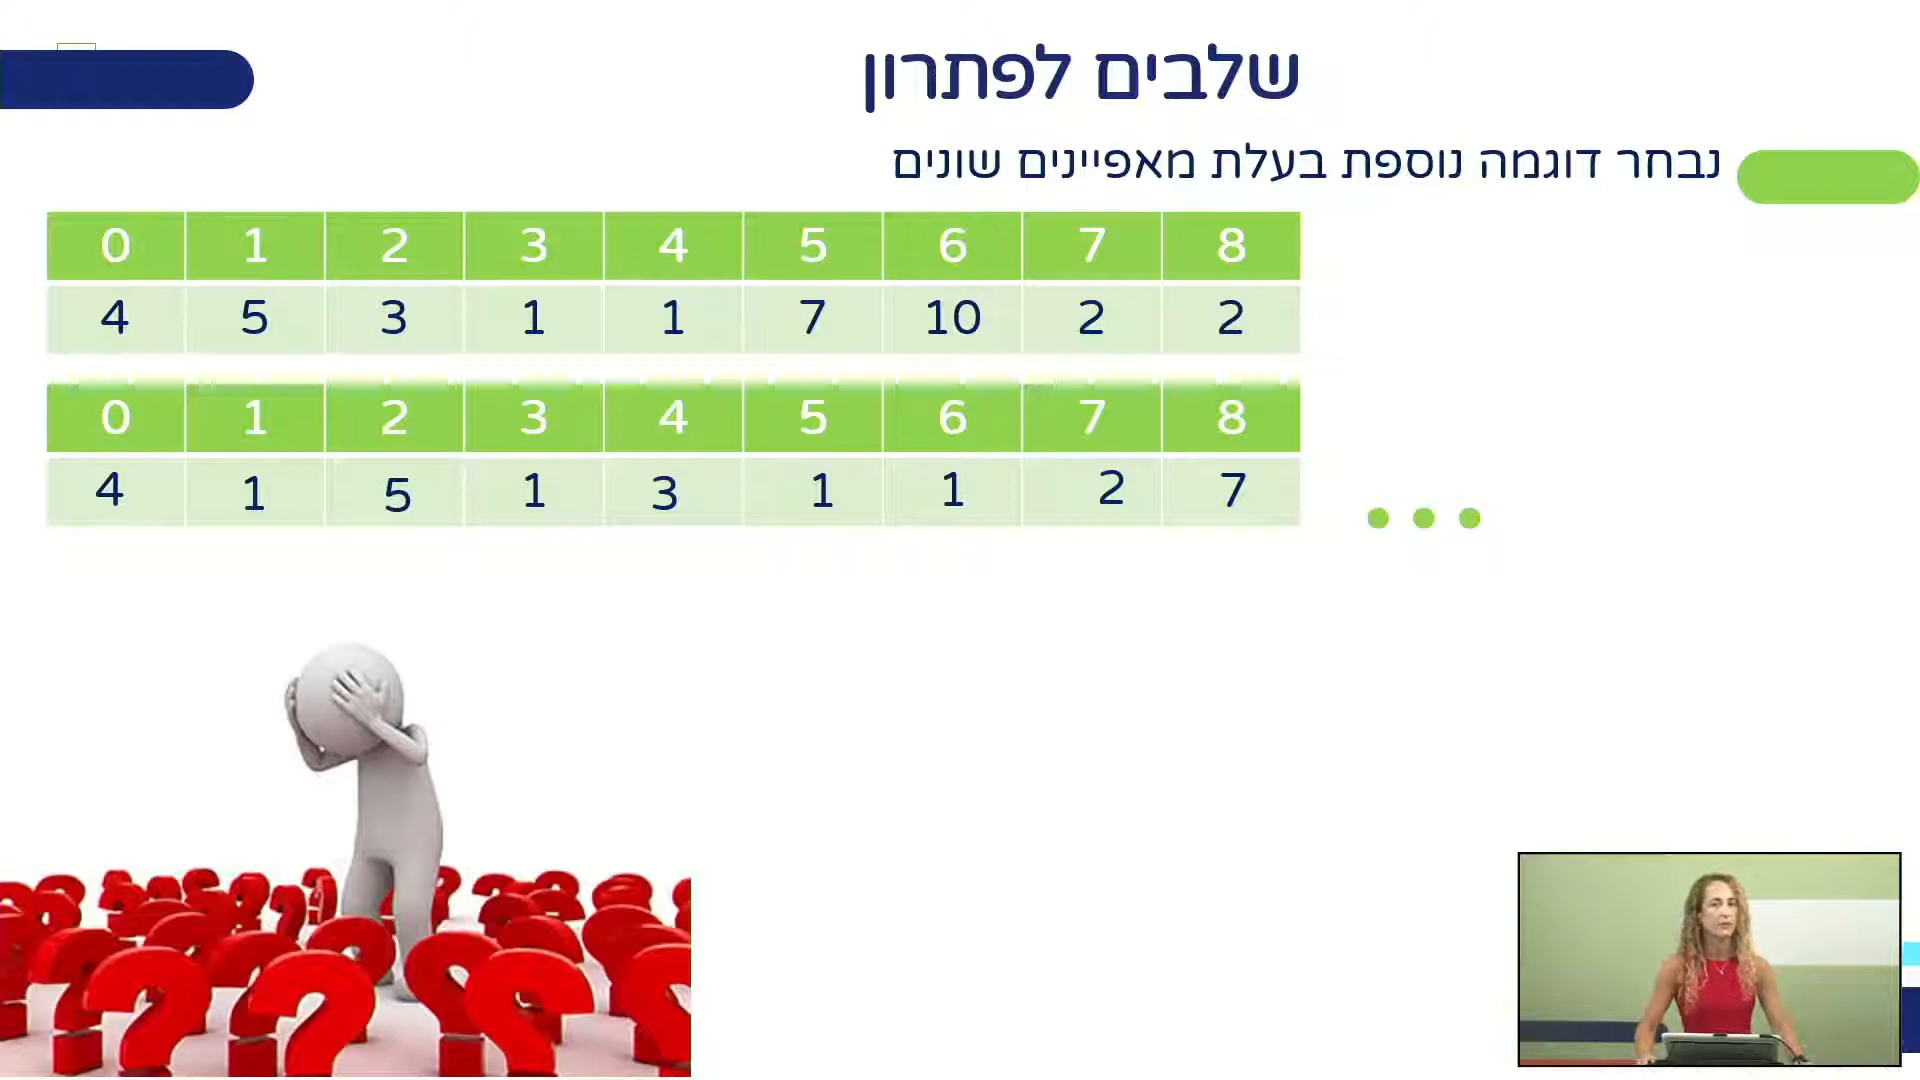 שלבים לפתרון
נבחר דוגמה נוספת בעלת מאפיינים שונים
0 1 2 3 4 5 6 7 8
4 5 3 1 1 7 10 2 2
0 1 2 3 4 5 6 7 8
4 1 5 1 3 1 1 2 7